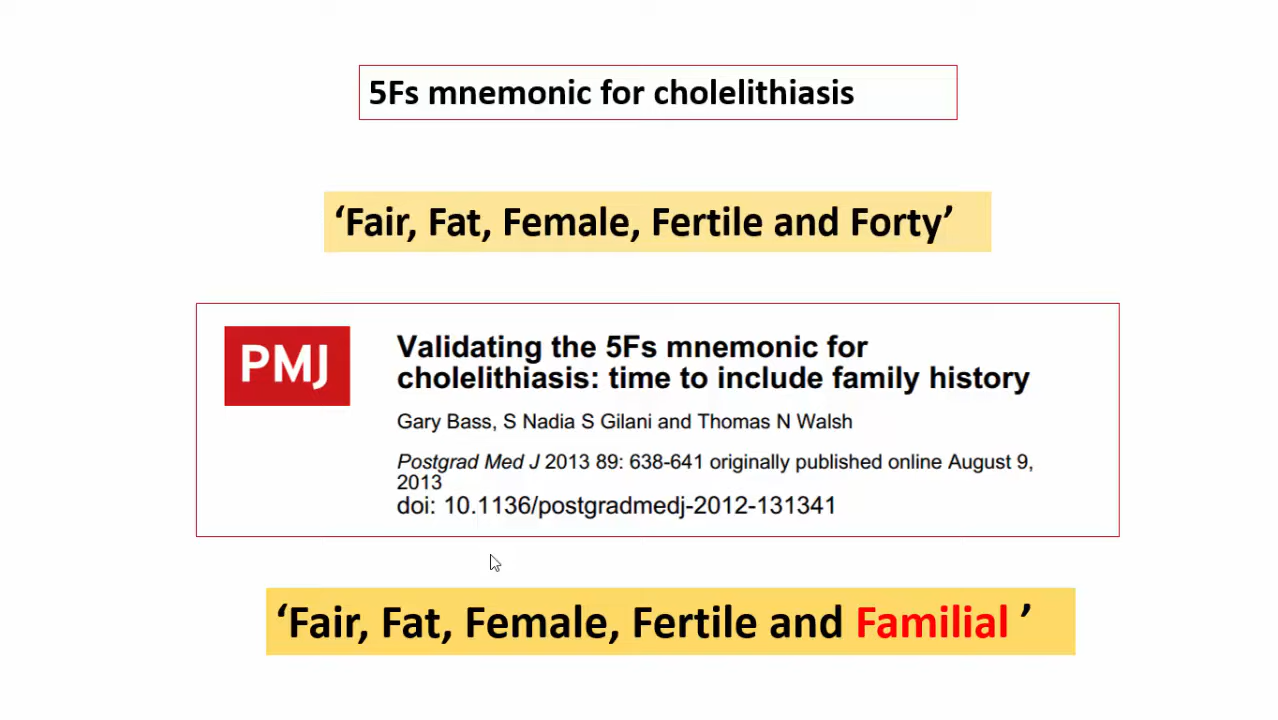 5Fs mnemonic for cholelithiasis
‘Fair, Fat, Female, Fertile and Forty’
PMJ
Validating the 5Fs mnemonic for
cholelithiasis: time to include family history
Gary Bass, S Nadia S Gilani and Thomas N Walsh
Postgrad Med J 2013 89: 638-641 originally published online August 9,
2013
doi: 10.1136/postgradmedj-2012-131341
‘Fair, Fat, Female, Fertile and Familial ’